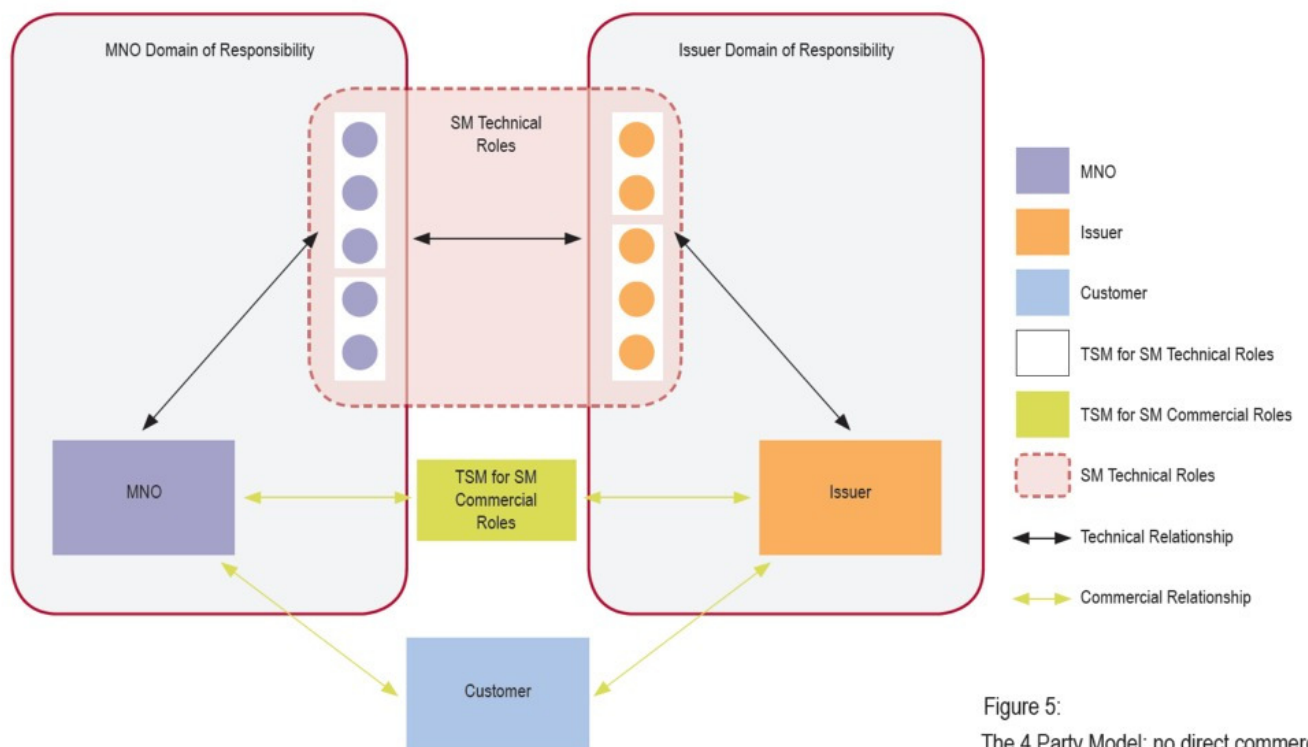 MNO Domain of Responsibility
Issuer Domain of Responsibility
SM Technical
Roles
MNO
TSM for SM
Commercial
Roles
Issuer
Customer
MNO
Issuer
Customer
TSM for SM Technical Roles
TSM for SM Commercial Roles
SM Technical Roles
Technical Relationship
Commercial Relationship
Figure 5:
The 4 Party Model: no direct